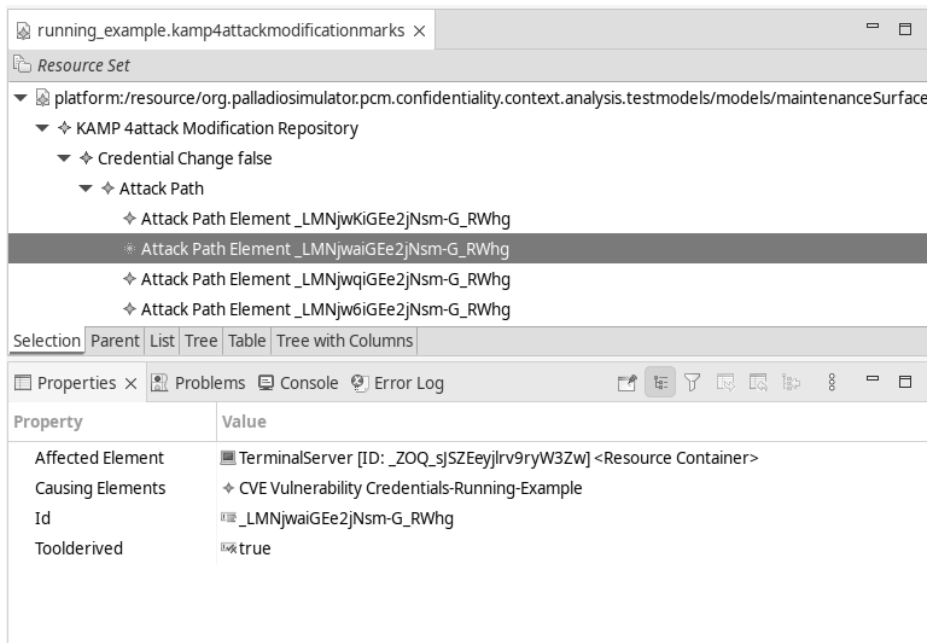 running_example.kamp4attackmodificationmarks
Resource Set
platform:/resource/org.palladiosimulator.pcm.confidentiality.context.analysis.testmodels/models/maintenanceSurface
KAMP 4attack Modification Repository
Credential Change false
Attack Path
Attack Path Element _LMNjwKiGEe2jNsm-G_RWhg
Attack Path Element _LMNjwaiGEe2jNsm-G_RWhg
Attack Path Element _LMNjwqiGEe2jNsm-G_RWhg
Attack Path Element _LMNjw6iGEe2jNsm-G_RWhg
Selection Parent List Tree Table Tree with Columns
Properties Problems Console Error Log
Property Value
Affected Element TerminalServer [ID: _ZOQ_sJSZEeyjlrv9ryW3Zw] <Resource Container>
Causing Elements CVE Vulnerability Credentials-Running-Example
Id _LMNjwaiGEe2jNsm-G_RWhg
Toolderived true